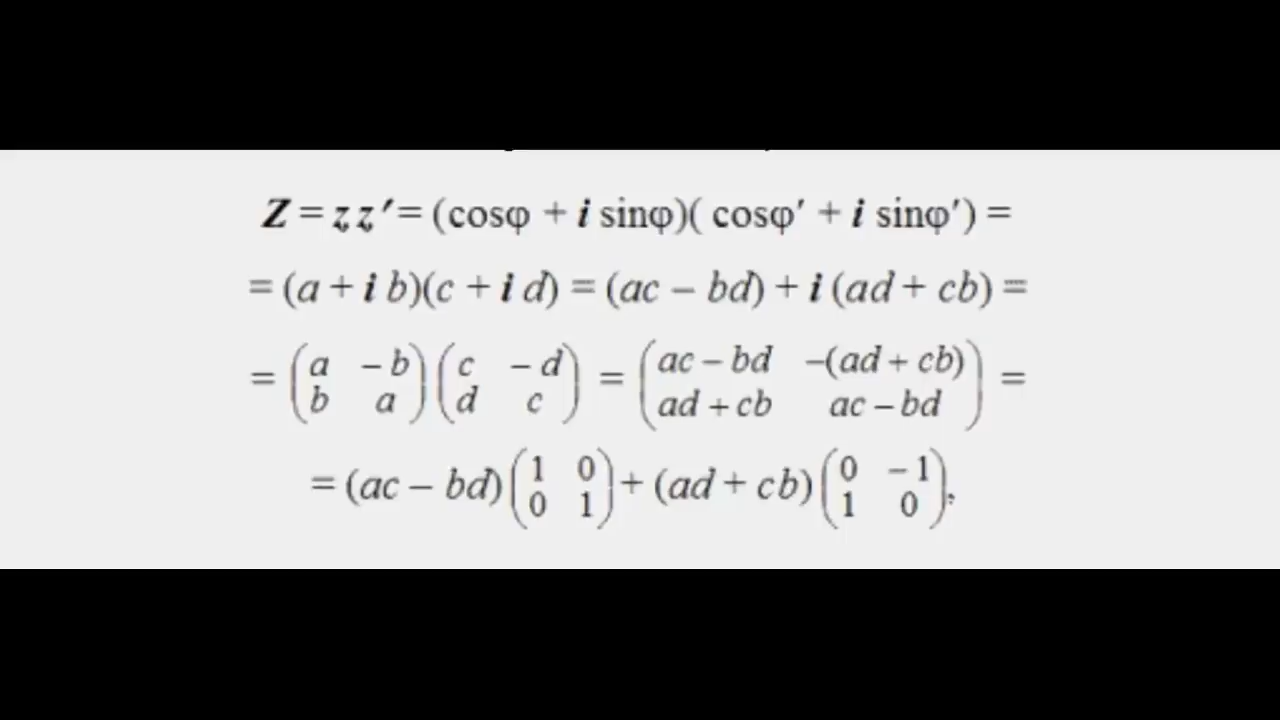 Z = z z′ = (cosφ + i sinφ)( cosφ′ + i sinφ′) =
= (a + i b)(c + i d) = (ac − bd) + i (ad + cb) =
= (a −b b a)(c −d d c) = (ac − bd −(ad + cb) ad + cb ac − bd) =
= (ac − bd)(1 0 0 1) + (ad + cb)(0 −1 1 0),